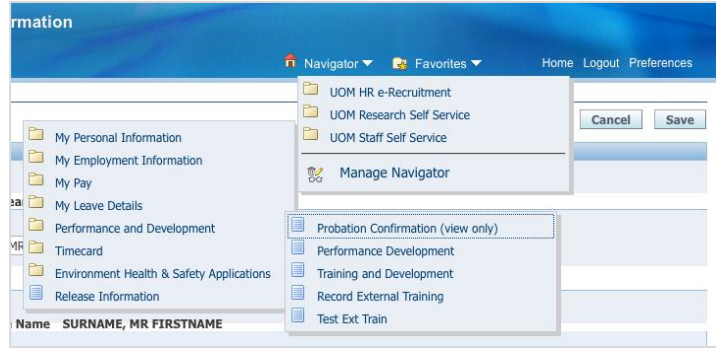 rmation
Navigator Favorites Home Logout Preferences
UOM HR e-Recruitment
UOM Research Self Service
UOM Staff Self Service
Cancel Save
Manage Navigator
My Personal Information
My Employment Information
My Pay
My Leave Details
Performance and Development
Timecard
Environment Health & Safety Applications
Release Information
Probation Confirmation (view only)
Performance Development
Training and Development
Record External Training
Test Ext Train
Name SURNAME, MR FIRSTNAME